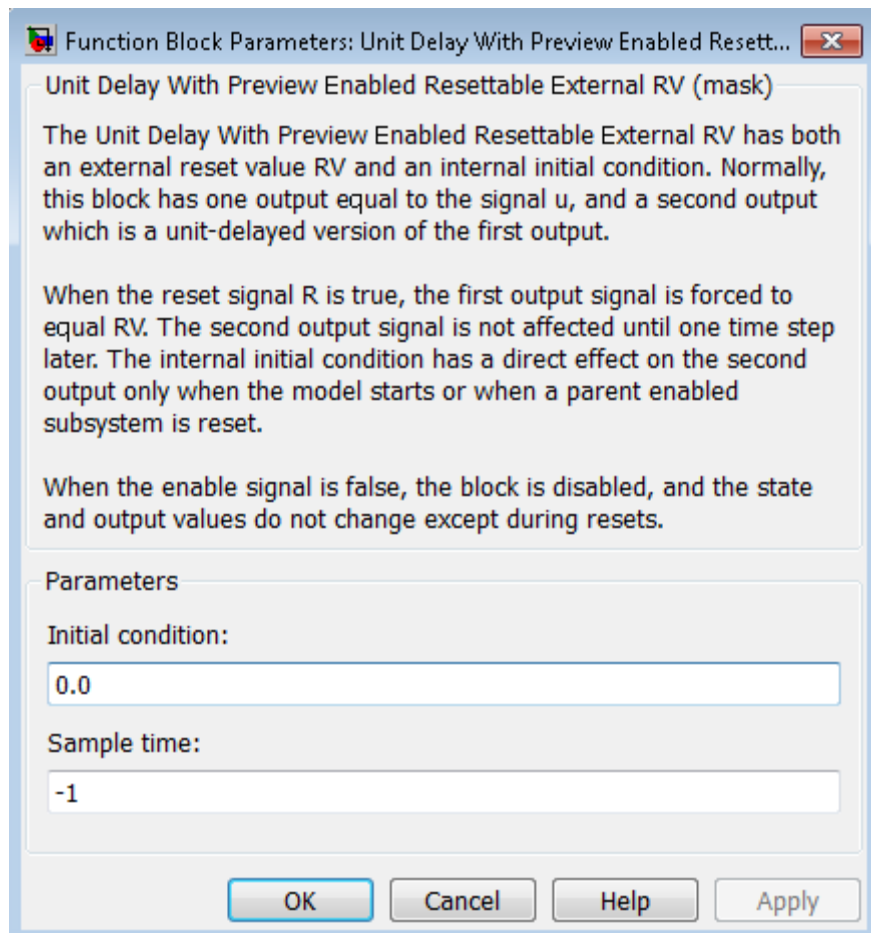 Function Block Parameters: Unit Delay With Preview Enabled Resett...
Unit Delay With Preview Enabled Resettable External RV (mask)
The Unit Delay With Preview Enabled Resettable External RV has both
an external reset value RV and an internal initial condition. Normally,
this block has one output equal to the signal u, and a second output
which is a unit-delayed version of the first output.
When the reset signal R is true, the first output signal is forced to
equal RV. The second output signal is not affected until one time step
later. The internal initial condition has a direct effect on the second
output only when the model starts or when a parent enabled
subsystem is reset.
When the enable signal is false, the block is disabled, and the state
and output values do not change except during resets.
Parameters
Initial condition:
0.0
Sample time:
-1
OK Cancel Help Apply